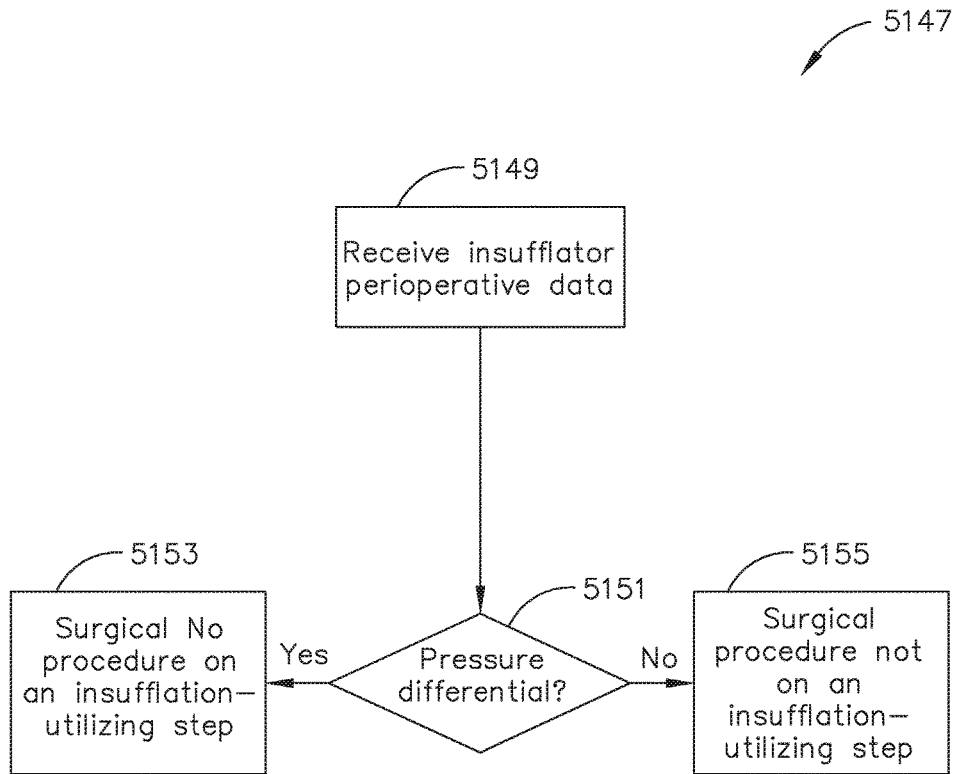 5147
5149
Receive insufflator
perioperative data
5153
Surgical No
procedure on
an insufflation-
utilizing step
Yes
5151
Pressure
differential?
No
5155
Surgical
procedure not
on an
insufflation-
utilizing step